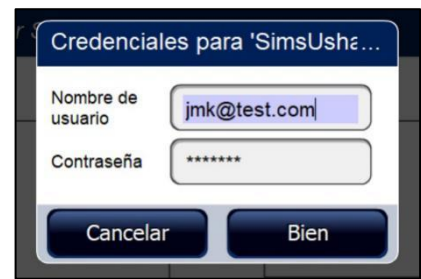 Credenciales para 'SimsUsha...
Nombre de
usuario
jmk@test.com
Contraseña
*******
Cancelar
Bien